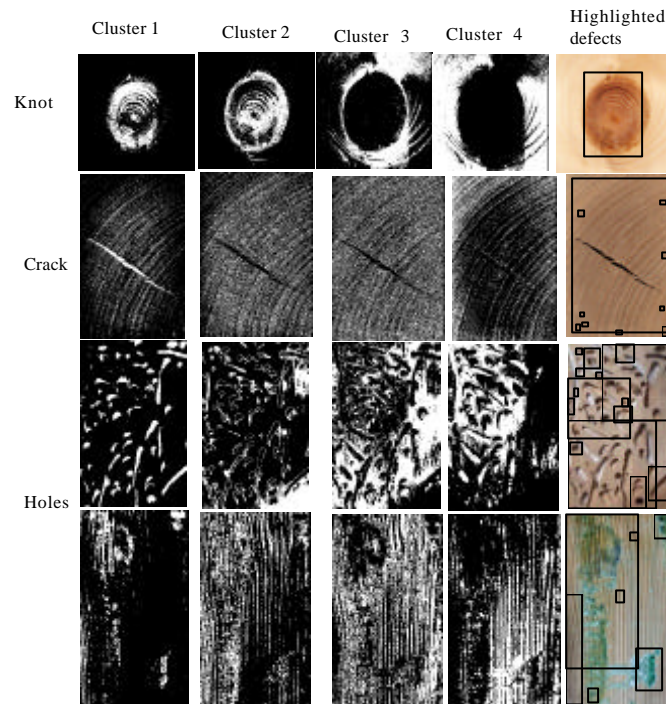 Cluster 1
Cluster 2
Cluster 3
Cluster 4
Highlighted
defects
Knot
Crack
Holes